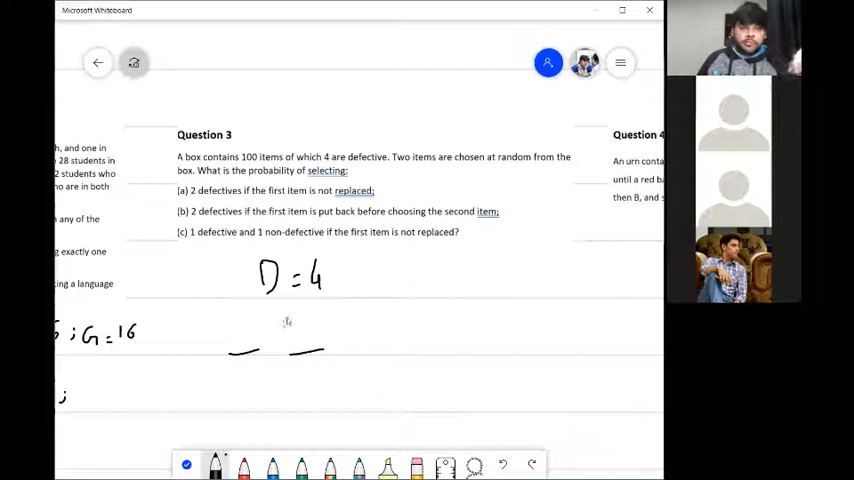 Microsoft Whiteboard
h, and one in
28 students in
2 students who
ho are in both
h any of the
g exactly one
ing a language
; G = 16
;
Question 3
A box contains 100 items of which 4 are defective. Two items are chosen at random from the
box. What is the probability of selecting:
(a) 2 defectives if the first item is not replaced;
(b) 2 defectives if the first item is put back before choosing the second item;
(c) 1 defective and 1 non-defective if the first item is not replaced?
D = 4
Question 4
An urn conta
until a red ba
then B, and s